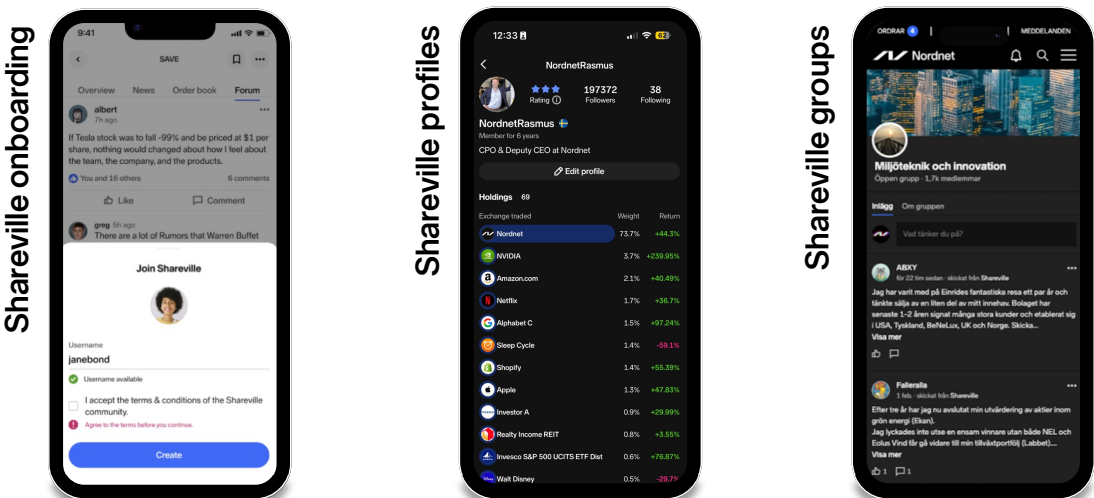 Shareville onboarding
9:41
SAVE
Overview News Order book Forum
albert
7h ago
If Tesla stock was to fall -99% and be priced at $1 per
share, nothing would changed about how I feel about
the team, the company, and the products.
You and 16 others 6 comments
Like Comment
greg 5h ago
There are a lot of Rumors that Warren Buffet
Join Shareville
Username
janebond
Username available
I accept the terms & conditions of the Shareville
community.
Agree to the terms before you continue.
Create
Shareville profiles
12:33 62
NordnetRasmus
Rating 197372 Followers 38 Following
NordnetRasmus
Member for 6 years
CPO & Deputy CEO at Nordnet
Edit profile
Holdings 69
Exchange traded Weight Return
Nordnet 73.7% +44.3%
NVIDIA 3.7% +239.95%
Amazon.com 2.1% +40.49%
Netflix 1.7% +36.7%
Alphabet C 1.5% +97.24%
Sleep Cycle 1.4% -59.1%
Shopify 1.4% +55.39%
Apple 1.3% +47.83%
Investor A 0.9% +29.99%
Realty Income REIT 0.8% +3.55%
Invesco S&P 500 UCITS ETF Dist 0.6% +76.87%
Walt Disney 0.5% -29.7%
Shareville groups
ORDRAR 4 MEDDELANDEN
Nordnet
Miljöteknik och innovation
Öppen grupp · 1,7k medlemmar
Inlägg Om gruppen
Vad tänker du på?
ABXY
för 22 tim sedan · skickat från Shareville
Jag har varit med på Einrides fantastiska resa ett par år och
tänkte sälja av en liten del av mitt innehav. Bolaget har
senaste 1-2 åren signat många stora kunder och etablerat sig
i USA, Tyskland, BeNeLux, UK och Norge. Skicka...
Visa mer
Falleralla
1 feb. · skickat från Shareville
Efter tre år har jag nu avslutat min utvärdering av aktier inom
grön energi (Ekan).
Jag lyckades inte utse en ensam vinnare utan både NEL och
Eolus Vind får gå vidare till min tillväxtportfölj (Labbet)....
Visa mer
1 1